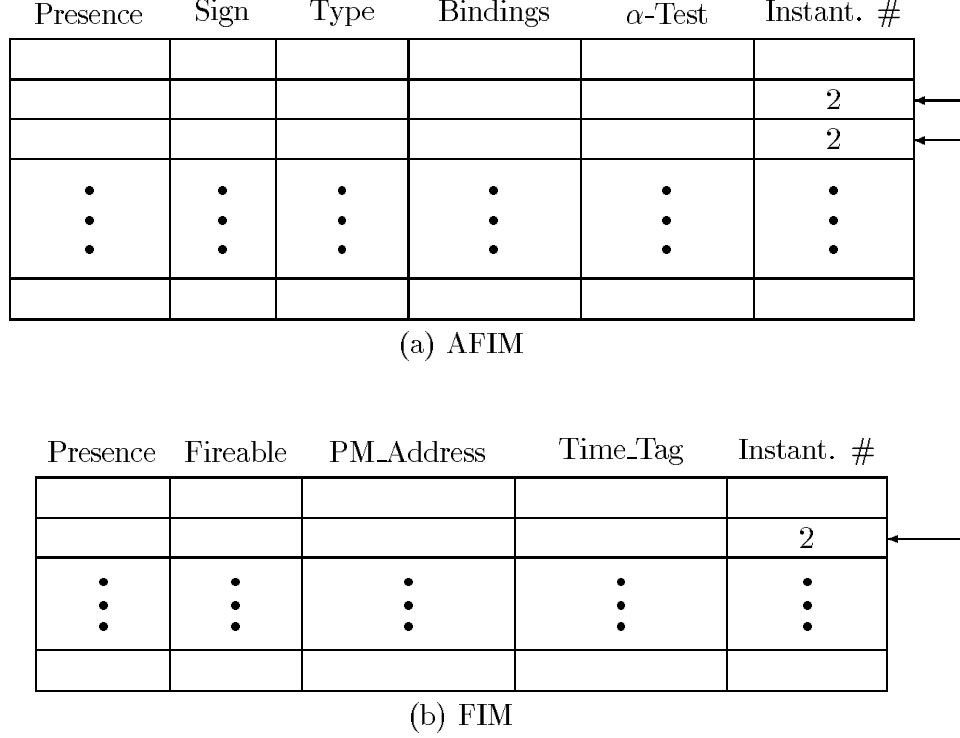 Presence Sign Type Bindings α-Test Instant. #
2
2
(a) AFIM
Presence Fireable PM_Address Time_Tag Instant. #
2
(b) FIM